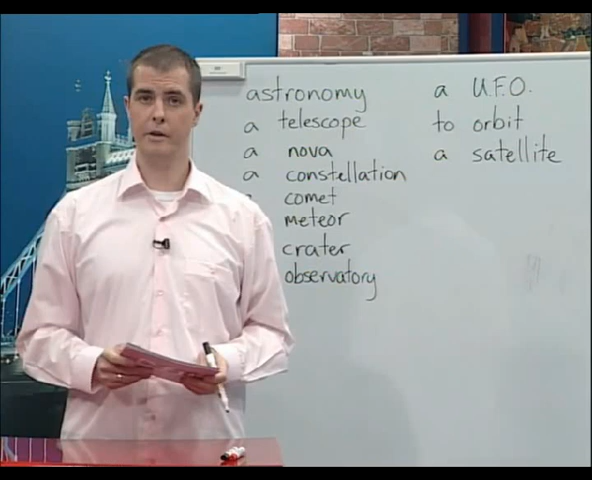 astronomy
a telescope
a nova
a constellation
comet
meteor
crater
observatory
a U.F.O.
to orbit
a satellite